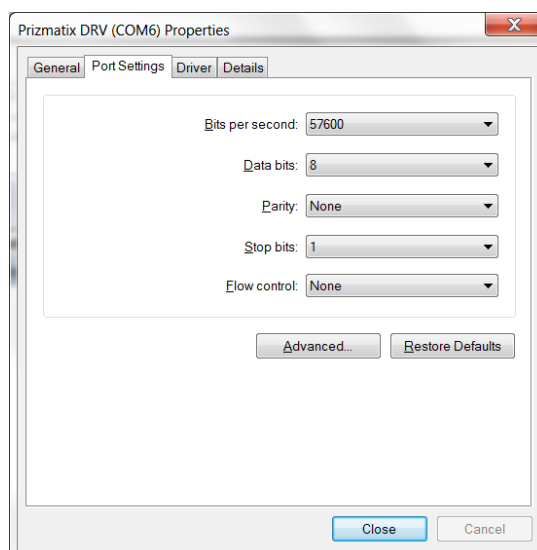 Prizmatix DRV (COM6) Properties
X
General Port Settings Driver Details
Bits per second: 57600
Data bits: 8
Parity: None
Stop bits: 1
Flow control: None
Advanced... Restore Defaults
Close Cancel